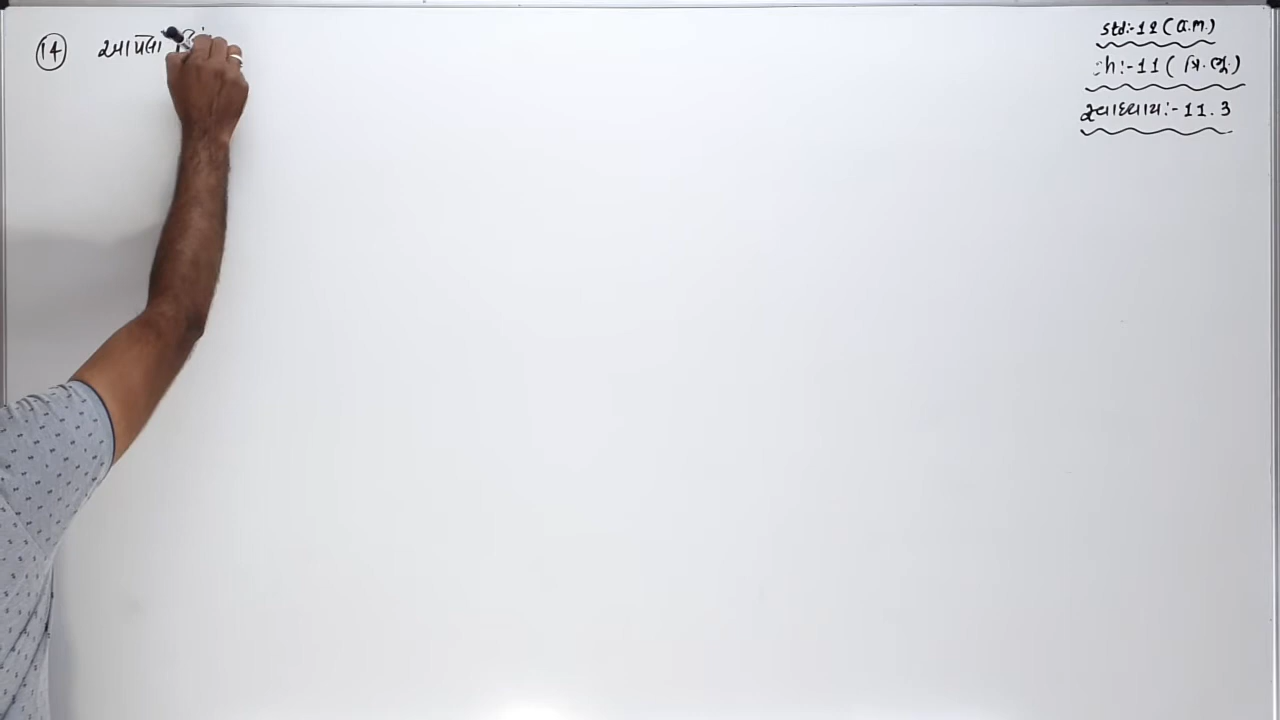 (14) આપેલા
Std:-12 (G.M.)
Ch:-11 ( ત્રિ.ભૂ.)
સ્વાધ્યાય:- 11.3